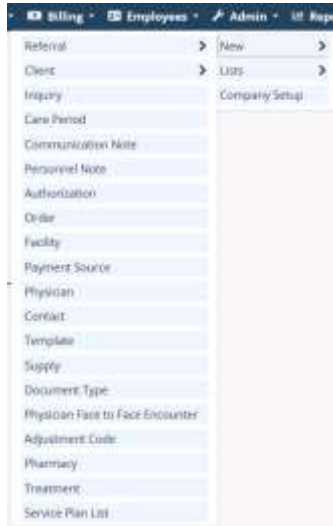 Billing Employees Admin Rep
Referral
New
Client
Lists
Inquiry
Company Setup
Care Period
Communication Note
Personnel Note
Authorization
Order
Facility
Payment Source
Physician
Contact
Template
Supply
Document Type
Physician Face to Face Encounter
Adjustment Code
Pharmacy
Treatment
Service Plan List